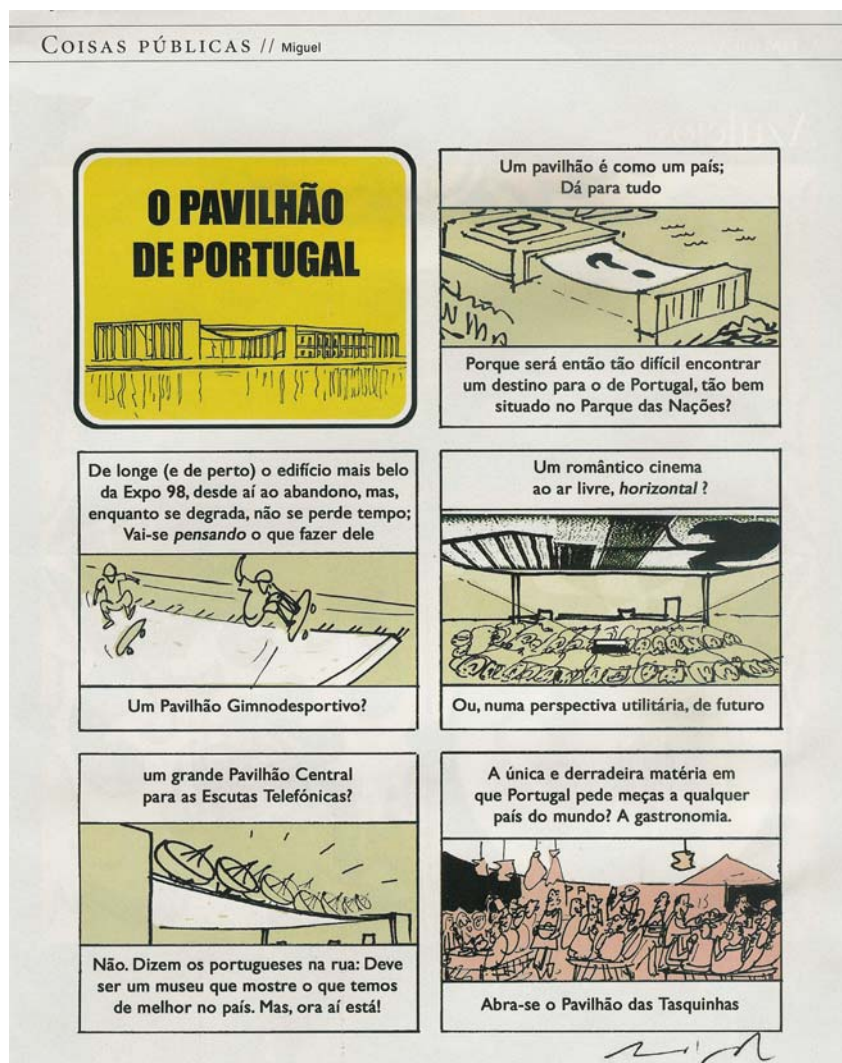 COISAS PÚBLICAS // Miguel
O PAVILHÃO
DE PORTUGAL
Um pavilhão é como um país;
Dá para tudo
Porque será então tão difícil encontrar
um destino para o de Portugal, tão bem
situado no Parque das Nações?
De longe (e de perto) o edifício mais belo
da Expo 98, desde aí ao abandono, mas,
enquanto se degrada, não se perde tempo;
Vai-se pensando o que fazer dele
Um Pavilhão Gimnodesportivo?
Um romântico cinema
ao ar livre, horizontal ?
Ou, numa perspectiva utilitária, de futuro
um grande Pavilhão Central
para as Escutas Telefónicas?
Não. Dizem os portugueses na rua: Deve
ser um museu que mostre o que temos
de melhor no país. Mas, ora aí está!
A única e derradeira matéria em
que Portugal pede meças a qualquer
país do mundo? A gastronomia.
Abra-se o Pavilhão das Tasquinhas